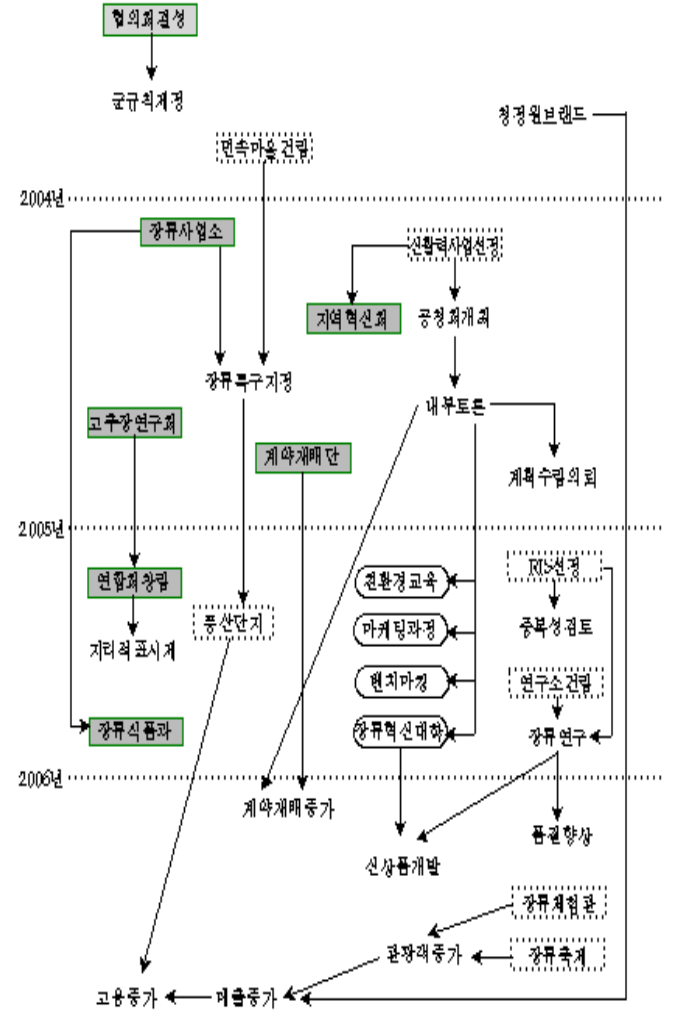 협의회결성
군규칙제정
청정원브랜드
민속마을 건립
2004년
장류사업소
신활력사업선정
지역혁신회
공청회개최
장류특구지정
내부토론
고추장연구회
계약재배단
계획수립의뢰
2005년
연합회창립
친환경교육
RIS선정
풍산단지
마케팅과정
중복성검토
지리적표시제
벤치마킹
연구소건립
장류식품과
장류혁신대학
장류연구
2006년
계약재배증가
품질향상
신상품개발
장류체험관
관광객증가
장류축제
고용증가
매출증가